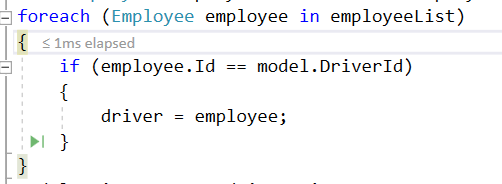 foreach (Employee employee in employeeList)
{ ≤ 1ms elapsed
if (employee.Id == model.DriverId)
{
driver = employee;
}
}